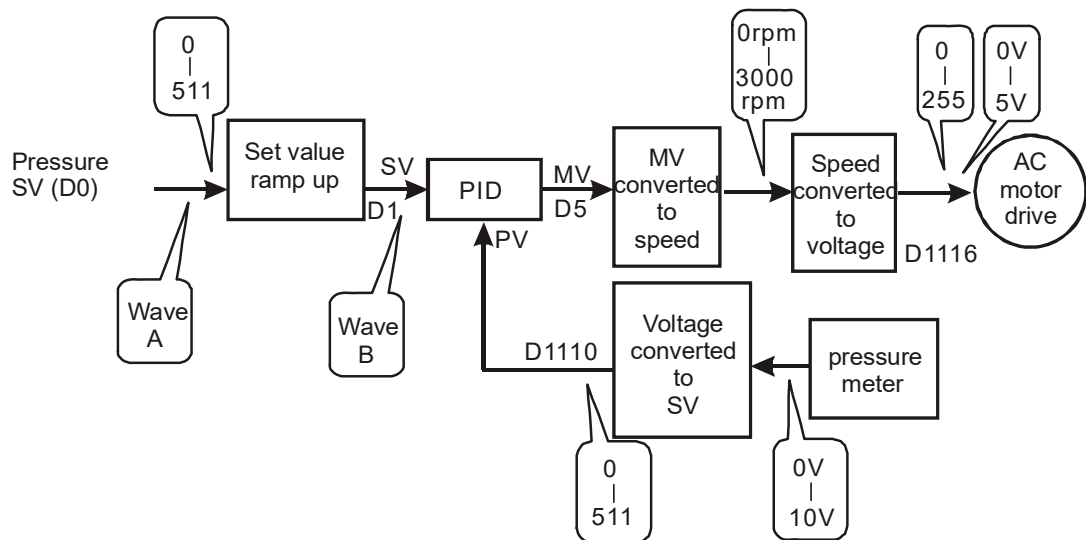 0
|
511
Pressure
SV (D0)
Wave
A
Set value
ramp up
SV
D1
Wave
B
PID
PV
MV
D5
MV
converted
to
speed
0rpm
|
3000
rpm
Speed
converted
to
voltage
0
|
255
0V
|
5V
D1116
AC
motor
drive
D1110
0
|
511
Voltage
converted
to
SV
0V
|
10V
pressure
meter